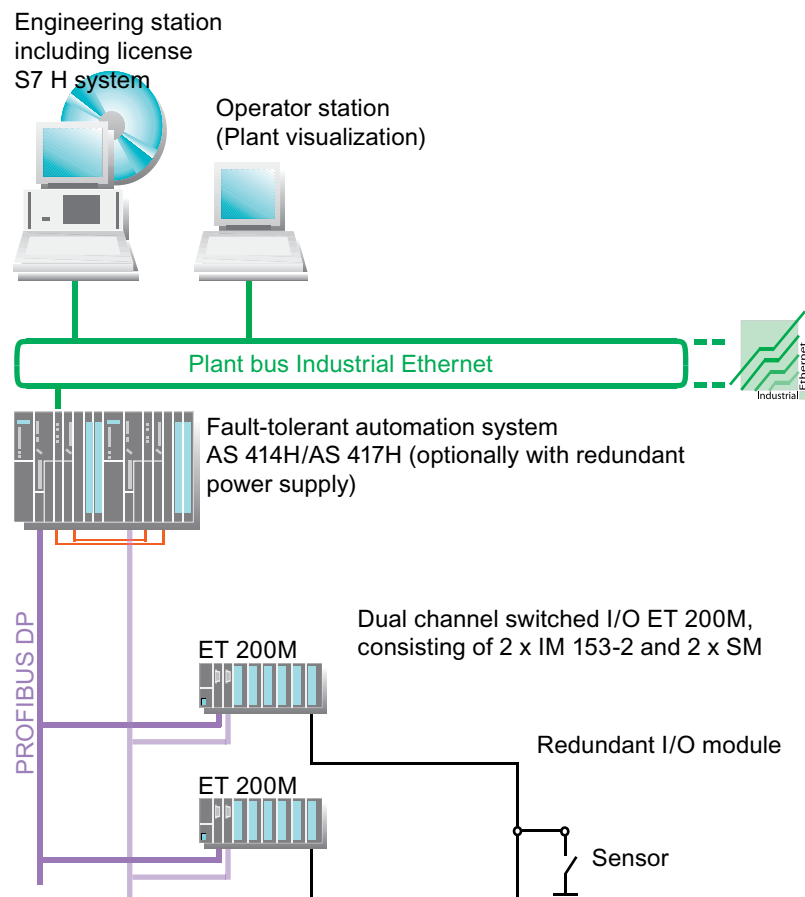 Engineering station
including license
S7 H system
Operator station
(Plant visualization)
Plant bus Industrial Ethernet
Industrial
Ethernet
Fault-tolerant automation system
AS 414H/AS 417H (optionally with redundant
power supply)
PROFIBUS DP
ET 200M
Dual channel switched I/O ET 200M,
consisting of 2 x IM 153-2 and 2 x SM
Redundant I/O module
ET 200M
Sensor